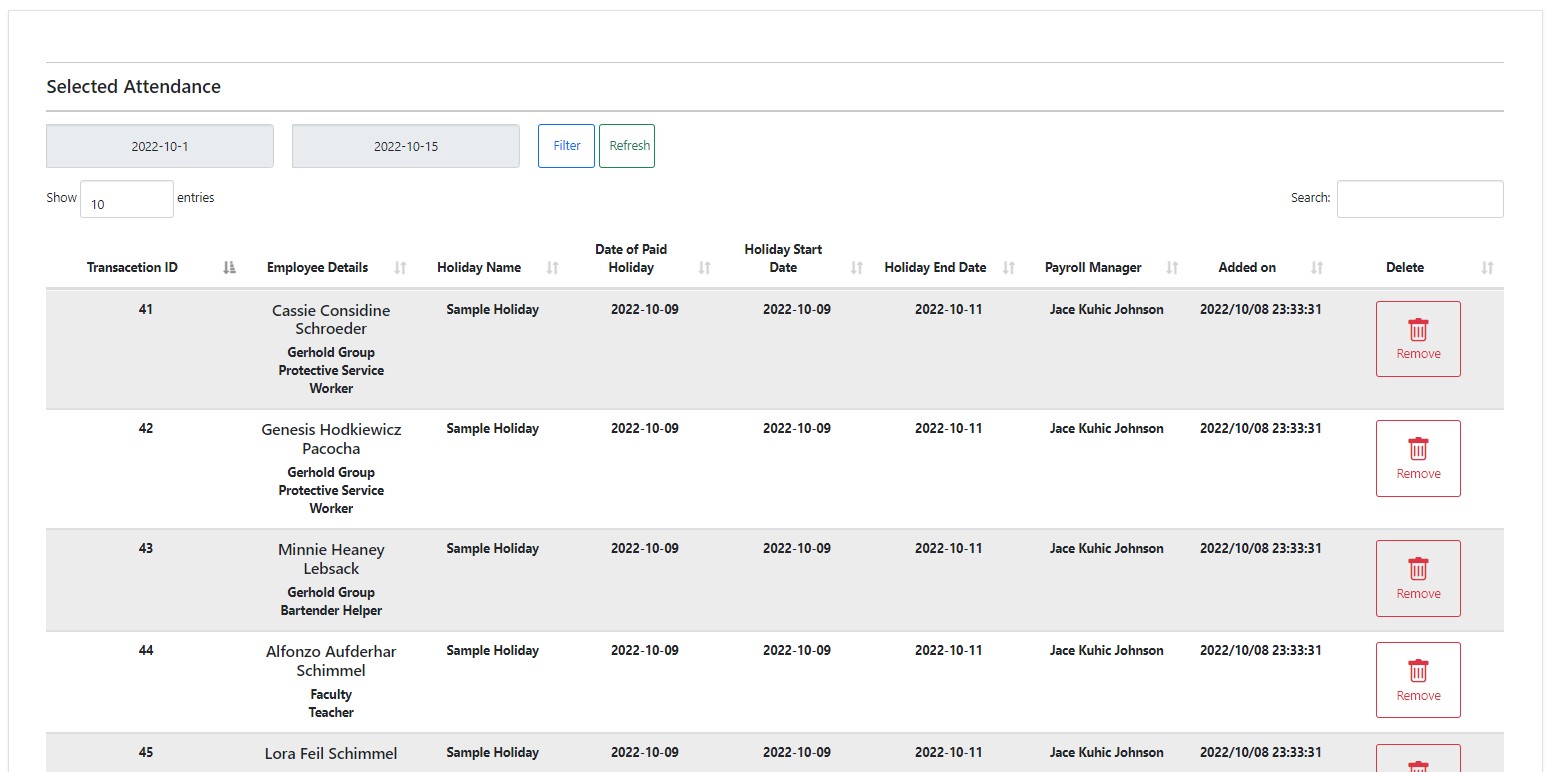 Selected Attendance
2022-10-1 2022-10-15 Filter Refresh
Show 10 entries Search:
Transacetion ID Employee Details Holiday Name Date of Paid Holiday Holiday Start Date Holiday End Date Payroll Manager Added on Delete
41 Cassie Considine Sample Holiday 2022-10-09 2022-10-09 2022-10-11 Jace Kuhic Johnson 2022/10/08 23:33:31
Schroeder
Gerhold Group
Protective Service
Worker
Remove
42 Genesis Hodkiewicz Sample Holiday 2022-10-09 2022-10-09 2022-10-11 Jace Kuhic Johnson 2022/10/08 23:33:31
Pacocha
Gerhold Group
Protective Service
Worker
Remove
43 Minnie Heaney Sample Holiday 2022-10-09 2022-10-09 2022-10-11 Jace Kuhic Johnson 2022/10/08 23:33:31
Lebsack
Gerhold Group
Bartender Helper
Remove
44 Alfonzo Aufderhar Sample Holiday 2022-10-09 2022-10-09 2022-10-11 Jace Kuhic Johnson 2022/10/08 23:33:31
Schimmel
Faculty
Teacher
Remove
45 Lora Feil Schimmel Sample Holiday 2022-10-09 2022-10-09 2022-10-11 Jace Kuhic Johnson 2022/10/08 23:33:31